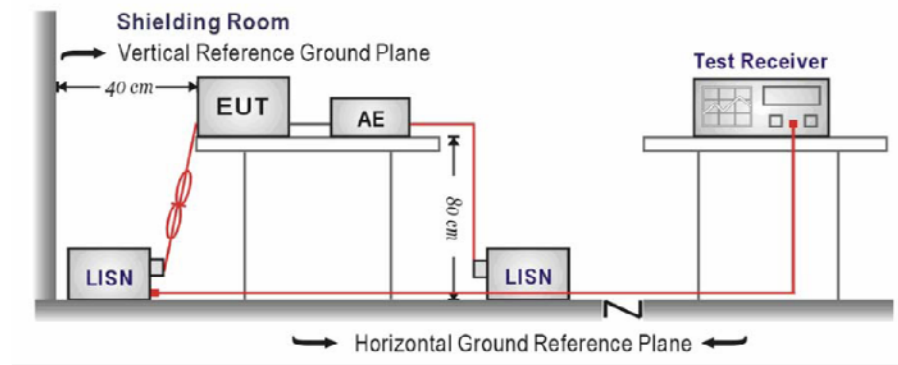 Shielding Room
Vertical Reference Ground Plane
Test Receiver
40 cm
EUT
AE
80 cm
LISN
LISN
Horizontal Ground Reference Plane